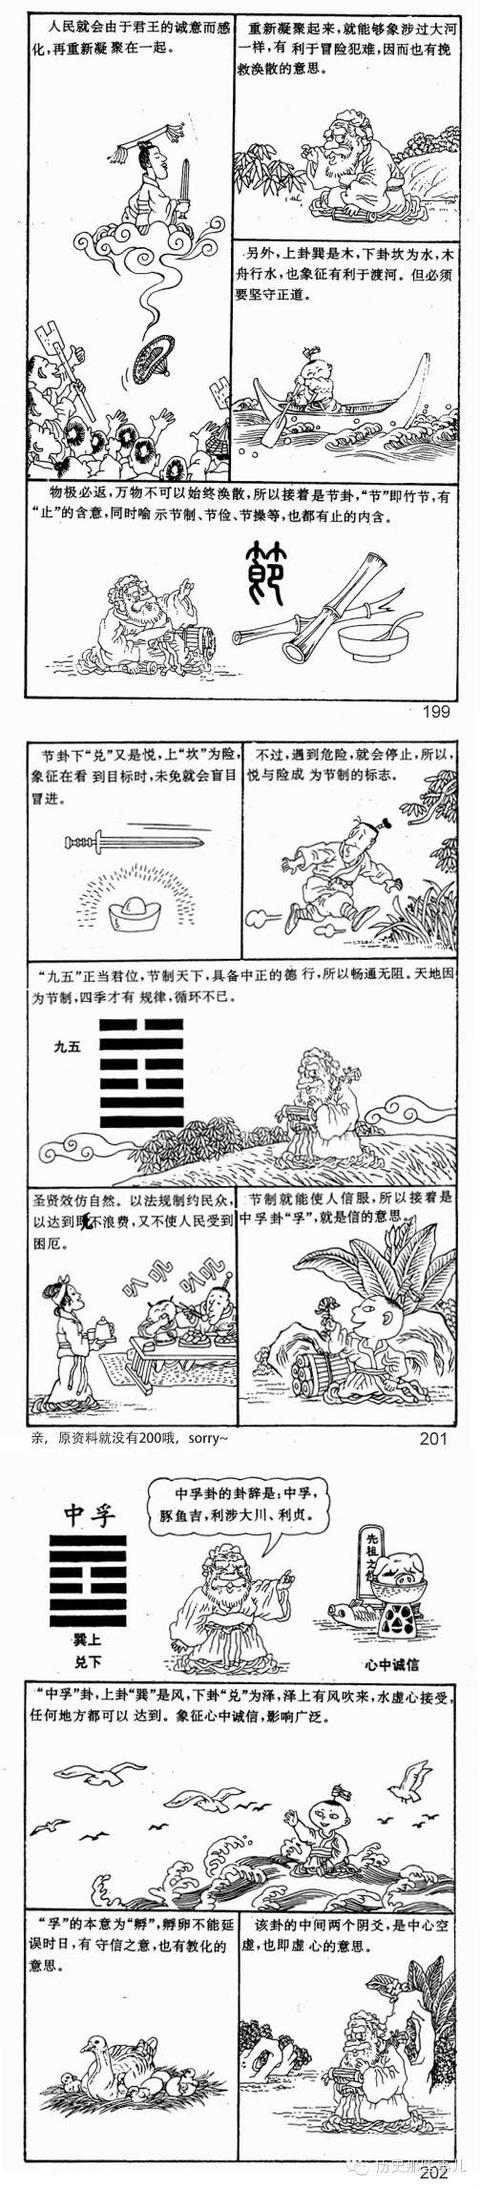 人民就会由于君王的诚意而感
化，再重新凝聚在一起。
重新凝聚起来，就能够象涉过大河
一样，有利于冒险犯难，因而也有挽
救涣散的意思。
另外，上卦巽是木，下卦坎为水，木
舟行水，也象征有利于渡河。但必须
要坚守正道。
物极必返，万物不可以始终涣散，所以接着是节卦，“节”即竹节，有
“止”的含意，同时喻示节制、节俭、节操等，也都有止的内含。
節
199
节卦下“兑”又是悦，上“坎”为险，
象征在看到目标时，未免就会盲目
冒进。
不过，遇到危险，就会停止，所以，
悦与险成为节制的标志。
“九五”正当君位，节制天下，具备中正的德行，所以畅通无阻。天地因
为节制，四季才有规律，循环不已。
九五
圣贤效仿自然。以法规制约民众，
以达到既不浪费，又不使人民受到
困厄。
叭叽
叭叽
节制就能使人信服，所以接着是
中孚卦“孚”，就是信的意思。
亲，原资料就没有200哦，sorry~
201
中孚
巽上
兑下
中孚卦的卦辞是：中孚，
豚鱼吉，利涉大川、利贞。
先祖之位
心中诚信
“中孚”卦，上卦“巽”是风，下卦“兑”为泽，泽上有风吹来，水虚心接受，
任何地方都可以达到。象征心中诚信，影响广泛。
“孚”的本意为“孵”，孵卵不能延
误时日，有守信之意，也有教化的
意思。
该卦的中间两个阴爻，是中心空
虚，也即虚心的意思。
历史那些事儿
202